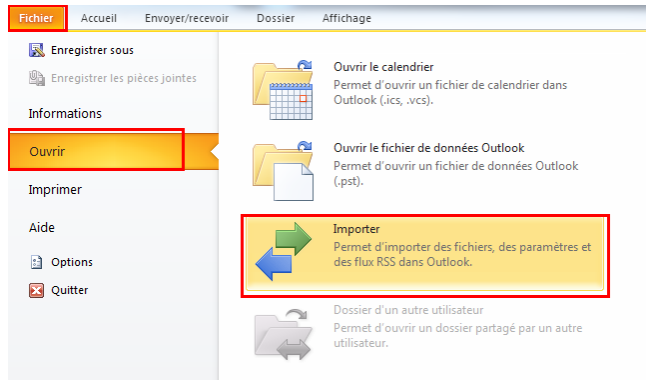 Fichier Accueil Envoyer/recevoir Dossier Affichage
Enregistrer sous
Enregistrer les pièces jointes
Informations
Ouvrir
Imprimer
Aide
Options
Quitter
Ouvrir le calendrier
Permet d'ouvrir un fichier de calendrier dans
Outlook (.ics, .vcs).
Ouvrir le fichier de données Outlook
Permet d'ouvrir un fichier de données Outlook
(.pst).
Importer
Permet d'importer des fichiers, des paramètres et
des flux RSS dans Outlook.
Dossier d'un autre utilisateur
Permet d'ouvrir un dossier partagé par un autre
utilisateur.